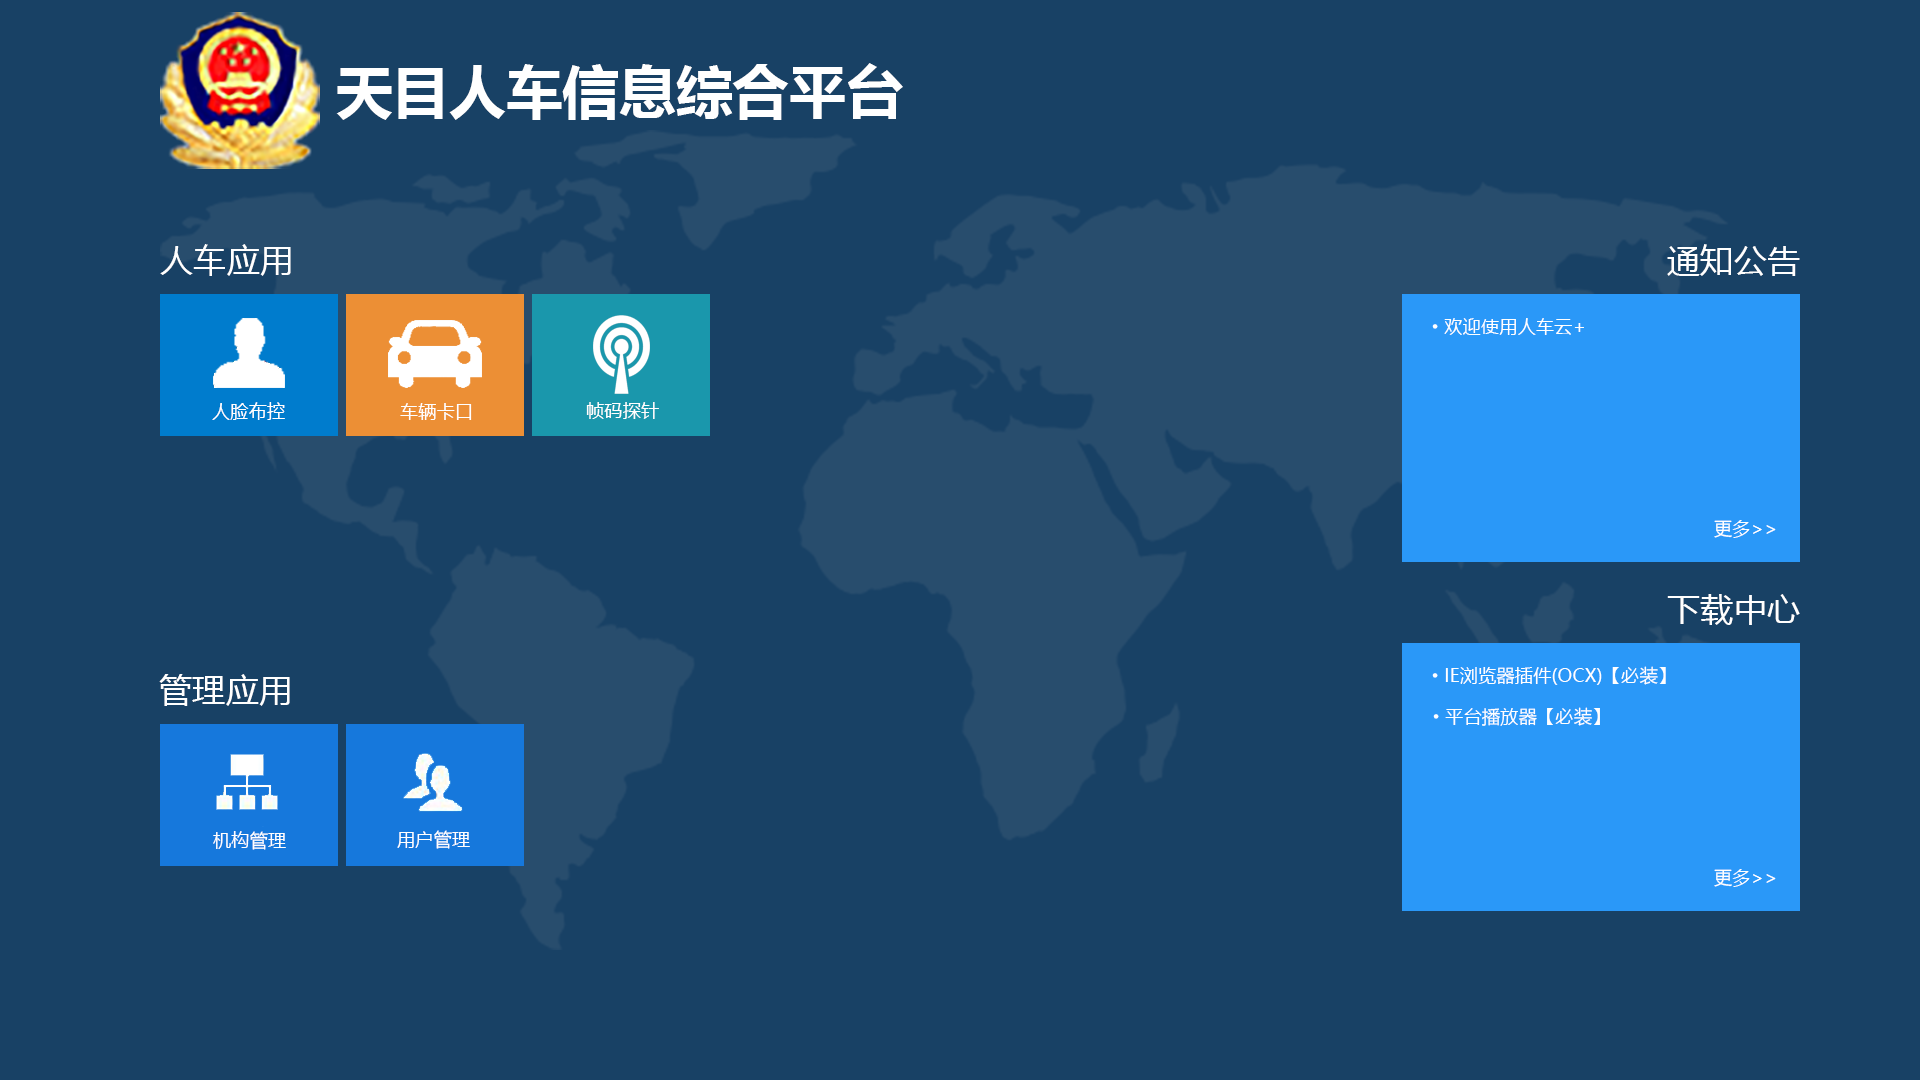 天目人车信息综合平台
人车应用
人脸布控
车辆卡口
帧码探针
管理应用
机构管理
用户管理
通知公告
• 欢迎使用人车云+
更多>>
下载中心
• IE浏览器插件(OCX)【必装】
• 平台播放器【必装】
更多>>